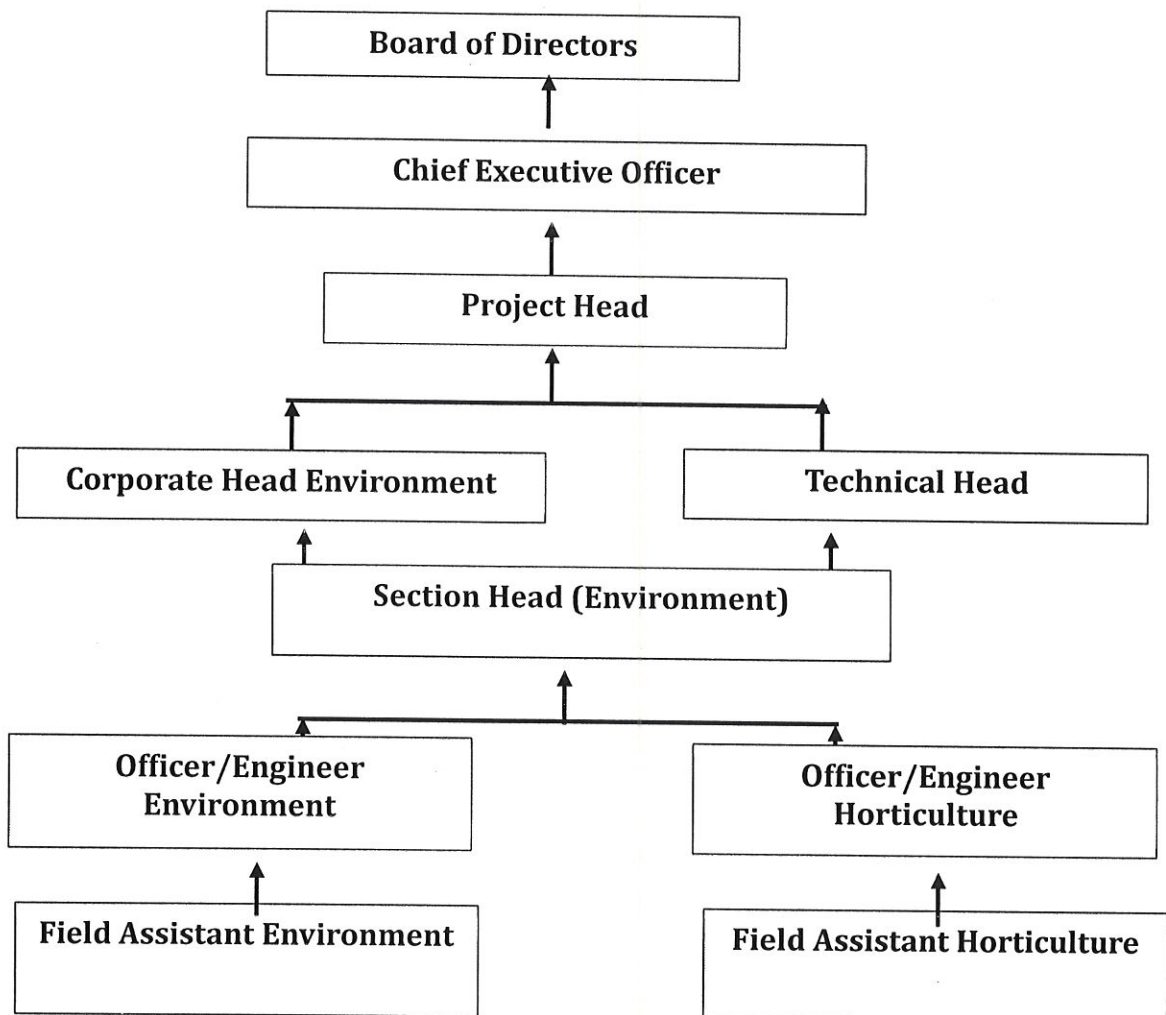 Board of Directors
Chief Executive Officer
Project Head
Corporate Head Environment
Technical Head
Section Head (Environment)
Officer/Engineer
Environment
Officer/Engineer
Horticulture
Field Assistant Environment
Field Assistant Horticulture